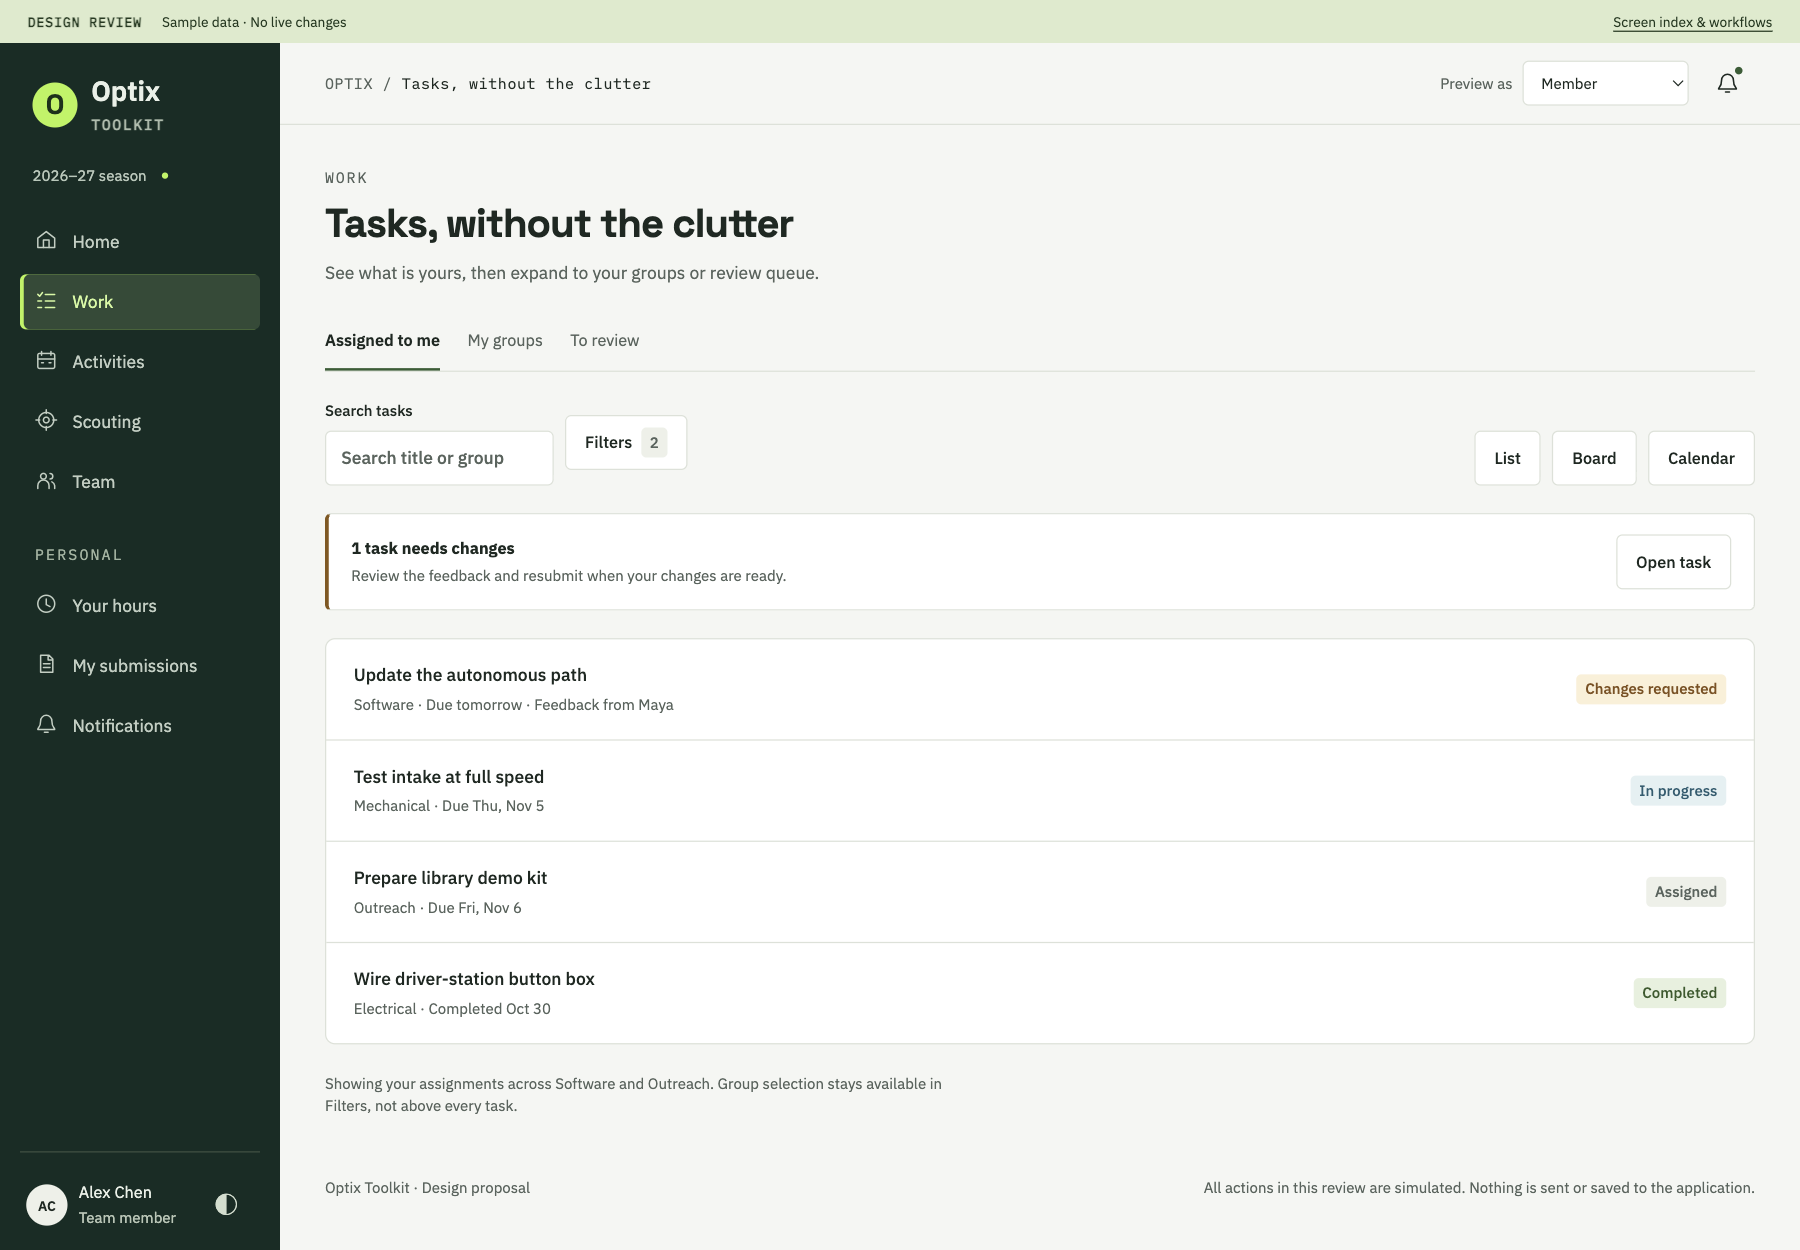 DESIGN REVIEW Sample data · No live changes Screen index & workflows
O Optix
TOOLKIT
2026–27 season
Home
Work
Activities
Scouting
Team
PERSONAL
Your hours
My submissions
Notifications
AC Alex Chen
Team member
OPTIX / Tasks, without the clutter Preview as Member
WORK
Tasks, without the clutter
See what is yours, then expand to your groups or review queue.
Assigned to me My groups To review
Search tasks
Search title or group Filters 2 List Board Calendar
1 task needs changes
Review the feedback and resubmit when your changes are ready.
Open task
Update the autonomous path
Software · Due tomorrow · Feedback from Maya
Changes requested
Test intake at full speed
Mechanical · Due Thu, Nov 5
In progress
Prepare library demo kit
Outreach · Due Fri, Nov 6
Assigned
Wire driver-station button box
Electrical · Completed Oct 30
Completed
Showing your assignments across Software and Outreach. Group selection stays available in
Filters, not above every task.
Optix Toolkit · Design proposal All actions in this review are simulated. Nothing is sent or saved to the application.